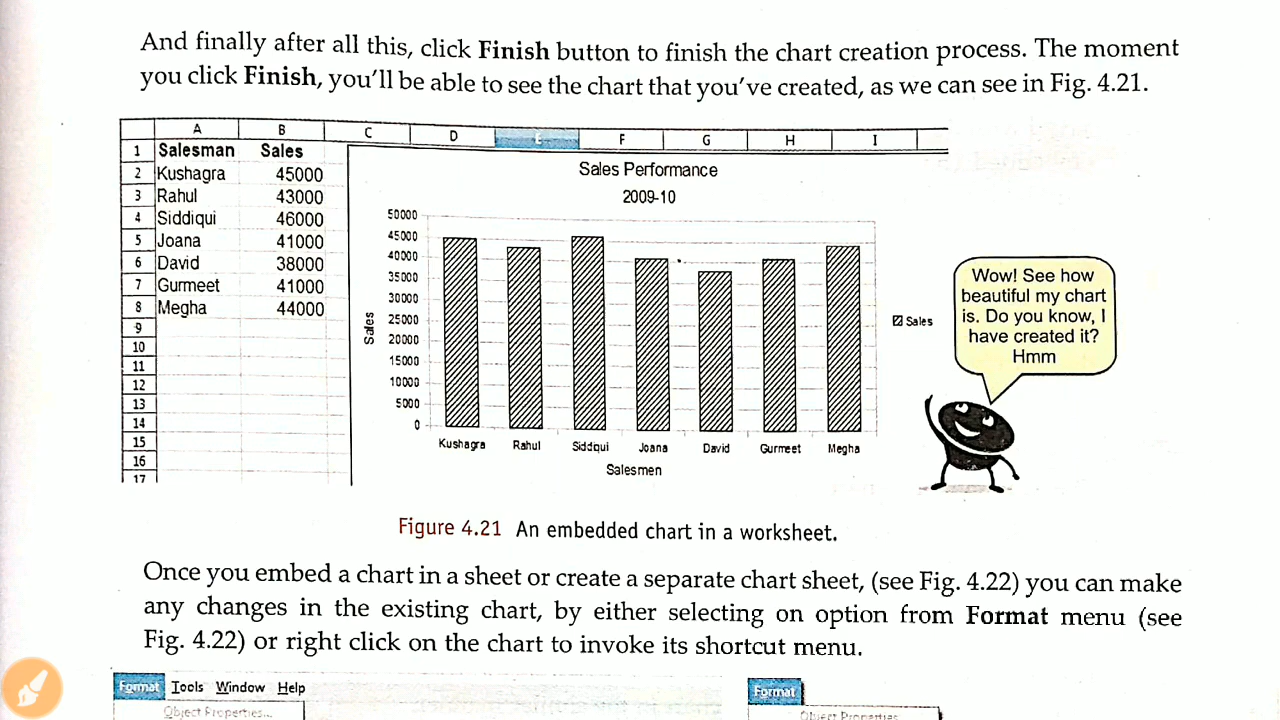 And finally after all this, click Finish button to finish the chart creation process. The moment
you click Finish, you'll be able to see the chart that you've created, as we can see in Fig. 4.21.
A B C D E F G H I
1 Salesman Sales
2 Kushagra 45000
3 Rahul 43000
4 Siddiqui 46000
5 Joana 41000
6 David 38000
7 Gurmeet 41000
8 Megha 44000
9
10
11
12
13
14
15
16
17
Sales Performance
2009-10
50000
45000
40000
35000
30000
25000
20000
15000
10000
5000
0
Sales
Kushagra Rahul Siddqui Joana David Gurmeet Megha
Salesmen
Sales
Wow! See how
beautiful my chart
is. Do you know, I
have created it?
Hmm
Figure 4.21 An embedded chart in a worksheet.
Once you embed a chart in a sheet or create a separate chart sheet, (see Fig. 4.22) you can make
any changes in the existing chart, by either selecting on option from Format menu (see
Fig. 4.22) or right click on the chart to invoke its shortcut menu.
Format Tools Window Help
Object Properties...
Format
Object Properties